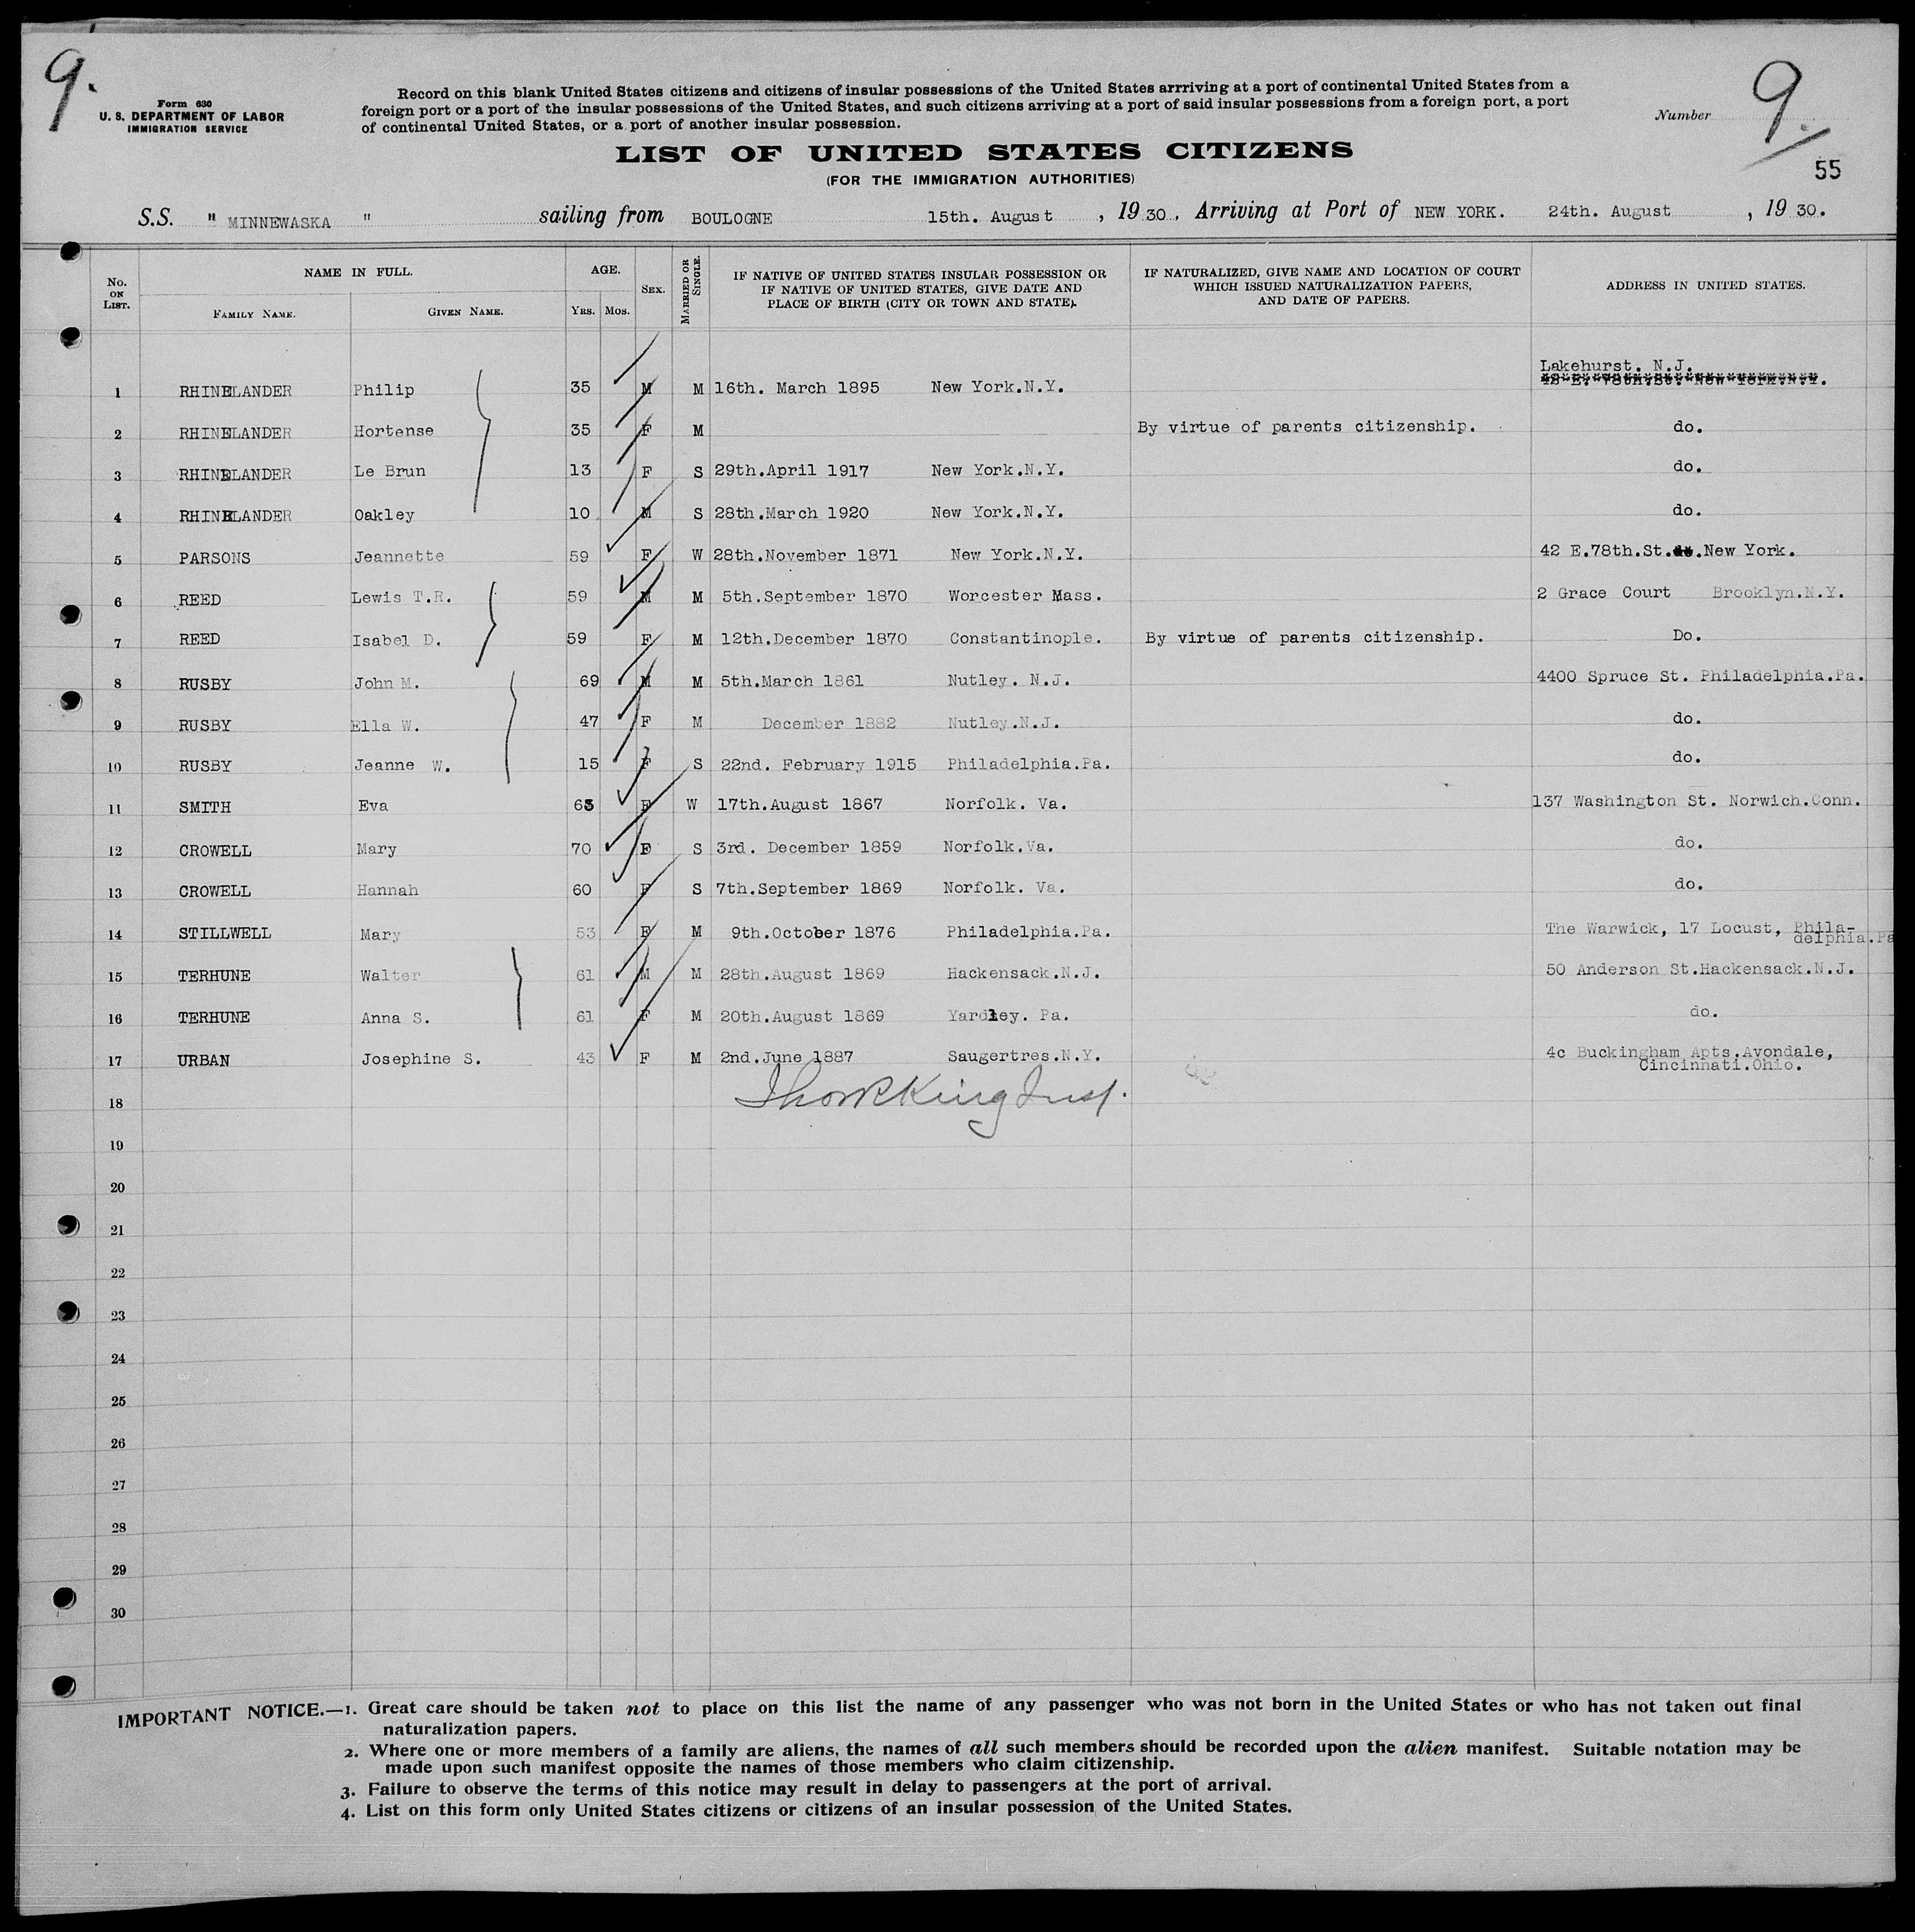 9.
Form 630
U. S. DEPARTMENT OF LABOR
IMMIGRATION SERVICE
Record on this blank United States citizens and citizens of insular possessions of the United States arrriving at a port of continental United States from a
foreign port or a port of the insular possessions of the United States, and such citizens arriving at a port of said insular possessions from a foreign port, a port
of continental United States, or a port of another insular possession.
Number 9.
LIST OF UNITED STATES CITIZENS
(FOR THE IMMIGRATION AUTHORITIES)
55
S.S. " MINNEWASKA " sailing from BOULOGNE 15th. August , 19 30. Arriving at Port of NEW YORK. 24th. August , 19 30.
No. ON LIST. NAME IN FULL. FAMILY NAME. GIVEN NAME. AGE. YRS. MOS. SEX. MARRIED OR SINGLE. IF NATIVE OF UNITED STATES INSULAR POSSESSION OR IF NATIVE OF UNITED STATES, GIVE DATE AND PLACE OF BIRTH (CITY OR TOWN AND STATE). IF NATURALIZED, GIVE NAME AND LOCATION OF COURT WHICH ISSUED NATURALIZATION PAPERS, AND DATE OF PAPERS. ADDRESS IN UNITED STATES.
Lakehurst. N.J.
1 RHINELANDER Philip 35 M M 16th. March 1895 New York.N.Y. 42 E. 78th.St. New York.N.Y.
2 RHINELANDER Hortense 35 F M By virtue of parents citizenship. do.
3 RHINELANDER Le Brun 13 F S 29th.April 1917 New York.N.Y. do.
4 RHINELANDER Oakley 10 M S 28th.March 1920 New York.N.Y. do.
5 PARSONS Jeannette 59 F W 28th.November 1871 New York.N.Y. 42 E.78th.St. New York.
6 REED Lewis T.R. 59 M M 5th.September 1870 Worcester Mass. 2 Grace Court Brooklyn.N.Y.
7 REED Isabel D. 59 F M 12th.December 1870 Constantinople. By virtue of parents citizenship. Do.
8 RUSBY John M. 69 M M 5th.March 1861 Nutley. N.J. 4400 Spruce St. Philadelphia.Pa.
9 RUSBY Ella W. 47 F M December 1882 Nutley.N.J. do.
10 RUSBY Jeanne W. 15 F S 22nd. February 1915 Philadelphia.Pa. do.
11 SMITH Eva 63 F W 17th.August 1867 Norfolk. Va. 137 Washington St. Norwich.Conn.
12 CROWELL Mary 70 F S 3rd. December 1859 Norfolk.Va. do.
13 CROWELL Hannah 60 F S 7th.September 1869 Norfolk. Va. do.
14 STILLWELL Mary 53 F M 9th.October 1876 Philadelphia.Pa. The Warwick, 17 Locust, Phila-
delphia.Pa
15 TERHUNE Walter 61 M M 28th.August 1869 Hackensack.N.J. 50 Anderson St.Hackensack.N.J.
16 TERHUNE Anna S. 61 F M 20th.August 1869 Yardley. Pa. do.
17 URBAN Josephine S. 43 F M 2nd.June 1887 Saugertres.N.Y. 4c Buckingham Apts.Avondale,
Cincinnati.Ohio.
18 King Insp.
19
20
21
22
23
24
25
26
27
28
29
30
IMPORTANT NOTICE.—1. Great care should be taken not to place on this list the name of any passenger who was not born in the United States or who has not taken out final
naturalization papers.
2. Where one or more members of a family are aliens, the names of all such members should be recorded upon the alien manifest. Suitable notation may be
made upon such manifest opposite the names of those members who claim citizenship.
3. Failure to observe the terms of this notice may result in delay to passengers at the port of arrival.
4. List on this form only United States citizens or citizens of an insular possession of the United States.